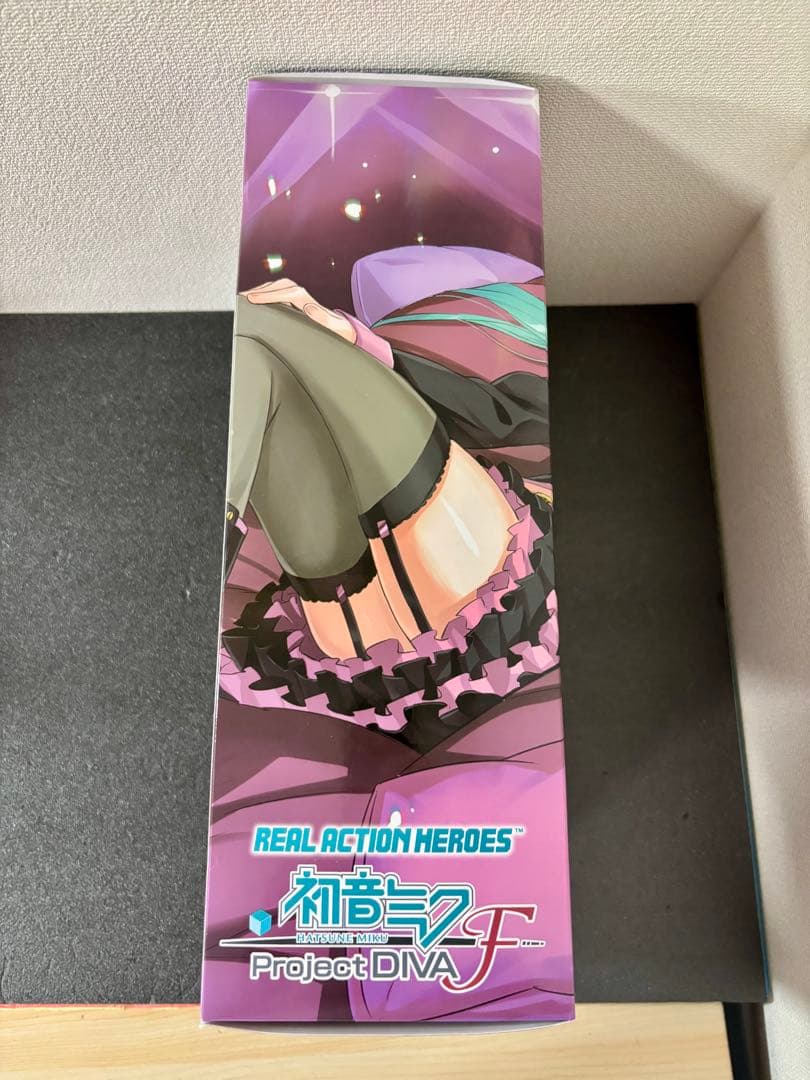 REAL ACTION HEROES™
初音ミク
HATSUNE MIKU
Project DIVA F